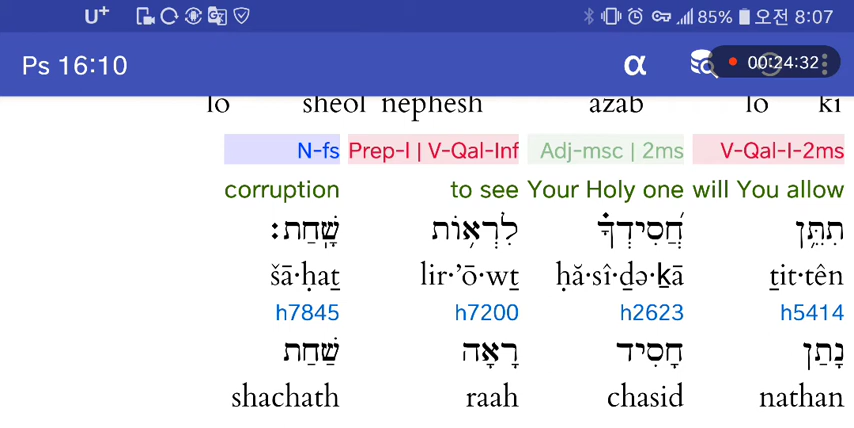 U+ 85% 오전 8:07
Ps 16:10 α 00:24:32
lo sheol nephesh azab lo ki
N-fs Prep-l | V-Qal-Inf Adj-msc | 2ms V-Qal-I-2ms
corruption to see Your Holy one will You allow
תִתֵּ֥ן חֲ֝סִידְךָ֗ לִרְא֥וֹת שָֽׁחַת׃
šā·ḥaṯ lir·’ō·wṯ ḥă·sî·ḏə·ḵā ṯit·tên
h7845 h7200 h2623 h5414
נָתַן חָסִיד רָאָה שַׁחַת
shachath raah chasid nathan